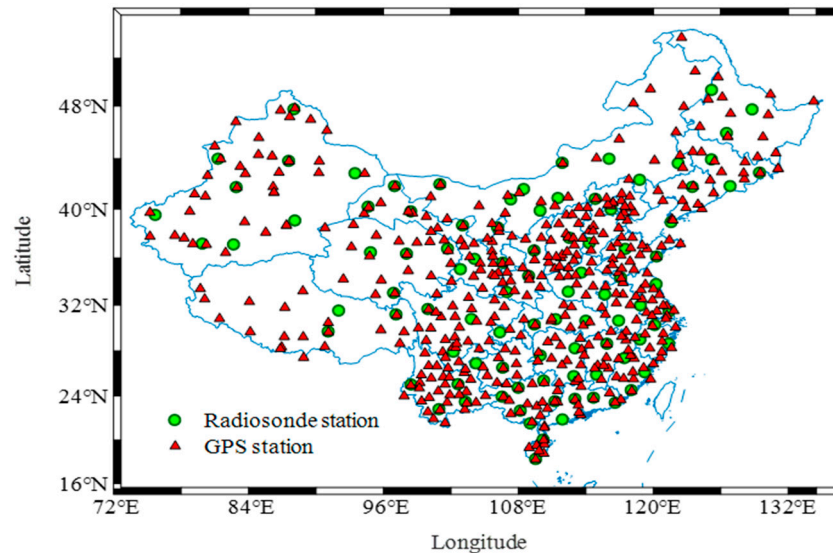 48°N
40°N
32°N
24°N
16°N
Latitude
Radiosonde station
GPS station
72°E 84°E 96°E 108°E 120°E 132°E
Longitude